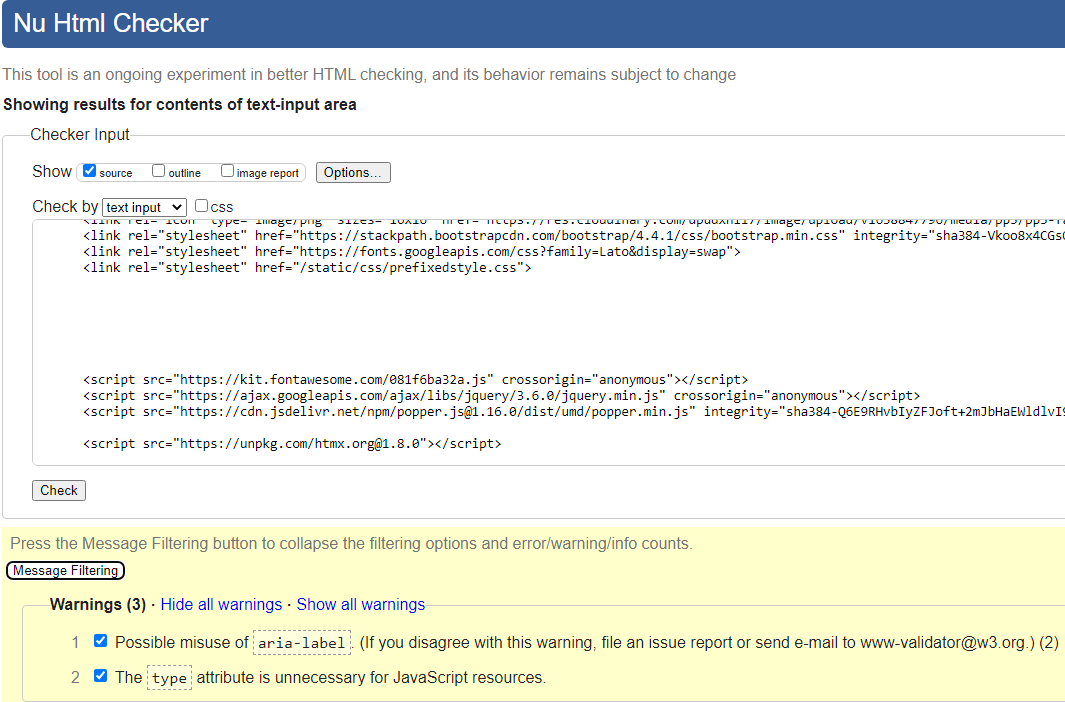 Nu Html Checker
This tool is an ongoing experiment in better HTML checking, and its behavior remains subject to change
Showing results for contents of text-input area
Checker Input
Show source outline image report Options...
Check by text input css
<link rel="stylesheet" href="https://stackpath.bootstrapcdn.com/bootstrap/4.4.1/css/bootstrap.min.css" integrity="sha384-Vkoo8x4CGs
<link rel="stylesheet" href="https://fonts.googleapis.com/css?family=Lato&display=swap">
<link rel="stylesheet" href="/static/css/prefixedstyle.css">
<script src="https://kit.fontawesome.com/081f6ba32a.js" crossorigin="anonymous"></script>
<script src="https://ajax.googleapis.com/ajax/libs/jquery/3.6.0/jquery.min.js" crossorigin="anonymous"></script>
<script src="https://cdn.jsdelivr.net/npm/popper.js@1.16.0/dist/umd/popper.min.js" integrity="sha384-Q6E9RHvbIyZFJoft+2mJbHaEWldlvI9
<script src="https://unpkg.com/htmx.org@1.8.0"></script>
Check
Press the Message Filtering button to collapse the filtering options and error/warning/info counts.
Message Filtering
Warnings (3) · Hide all warnings · Show all warnings
1 Possible misuse of aria-label. (If you disagree with this warning, file an issue report or send e-mail to www-validator@w3.org.) (2)
2 The type attribute is unnecessary for JavaScript resources.